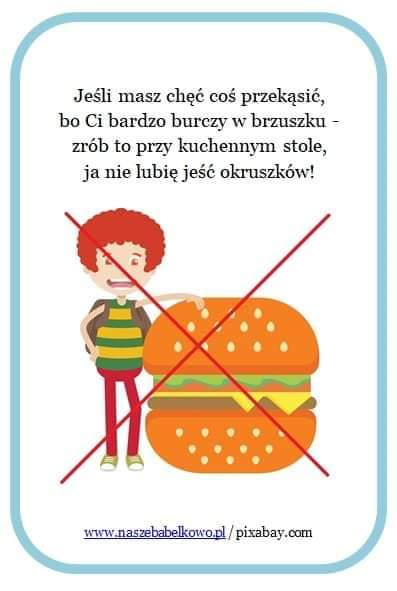 Jeśli masz chęć coś przekąsić,
bo Ci bardzo burczy w brzuszku -
zrób to przy kuchennym stole,
ja nie lubię jeść okruszków!
www.naszebabelkowo.pl / pixabay.com